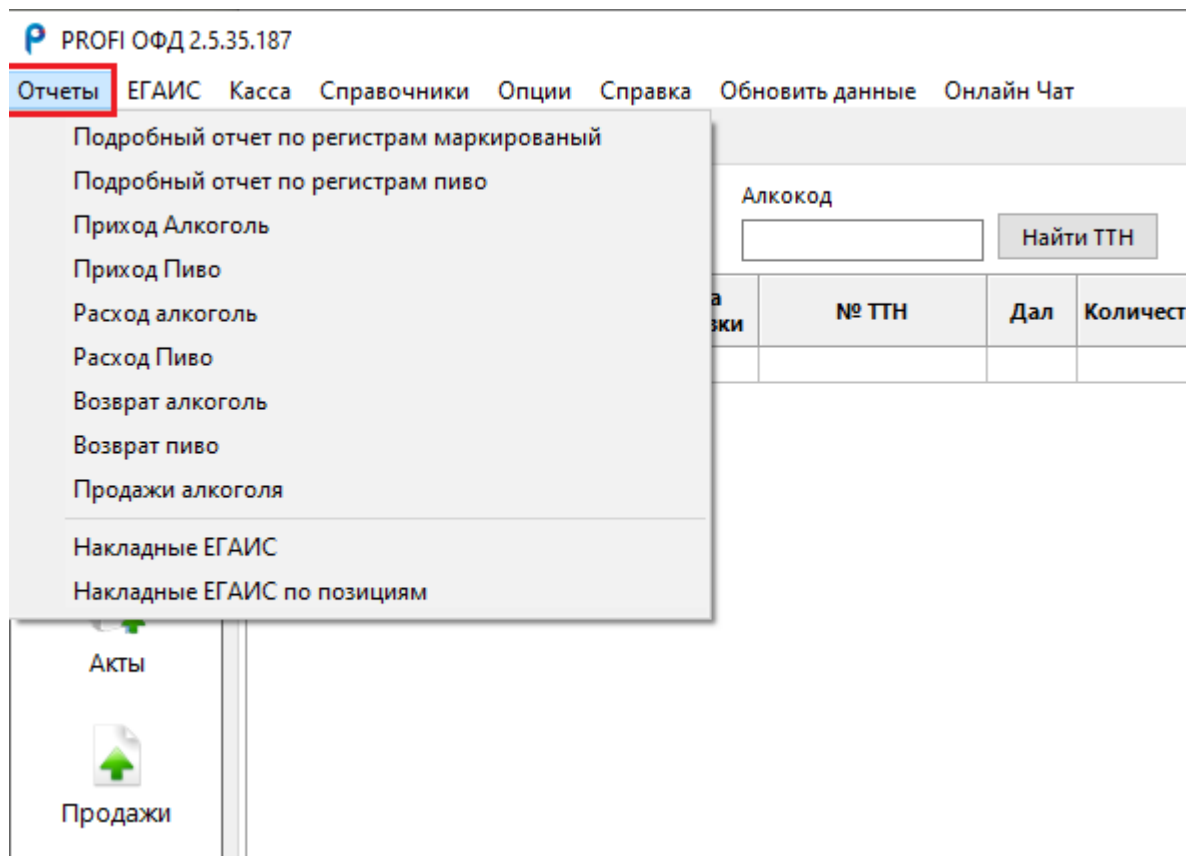 PROFI ОФД 2.5.35.187
Отчеты ЕГАИС Касса Справочники Опции Справка Обновить данные Онлайн Чат
Подробный отчет по регистрам маркированый
Подробный отчет по регистрам пиво
Приход Алкоголь
Приход Пиво
Расход алкоголь
Расход Пиво
Возврат алкоголь
Возврат пиво
Продажи алкоголя
Накладные ЕГАИС
Накладные ЕГАИС по позициям
Алкокод
Найти ТТН
№ ТТН Дал
Акты
Продажи